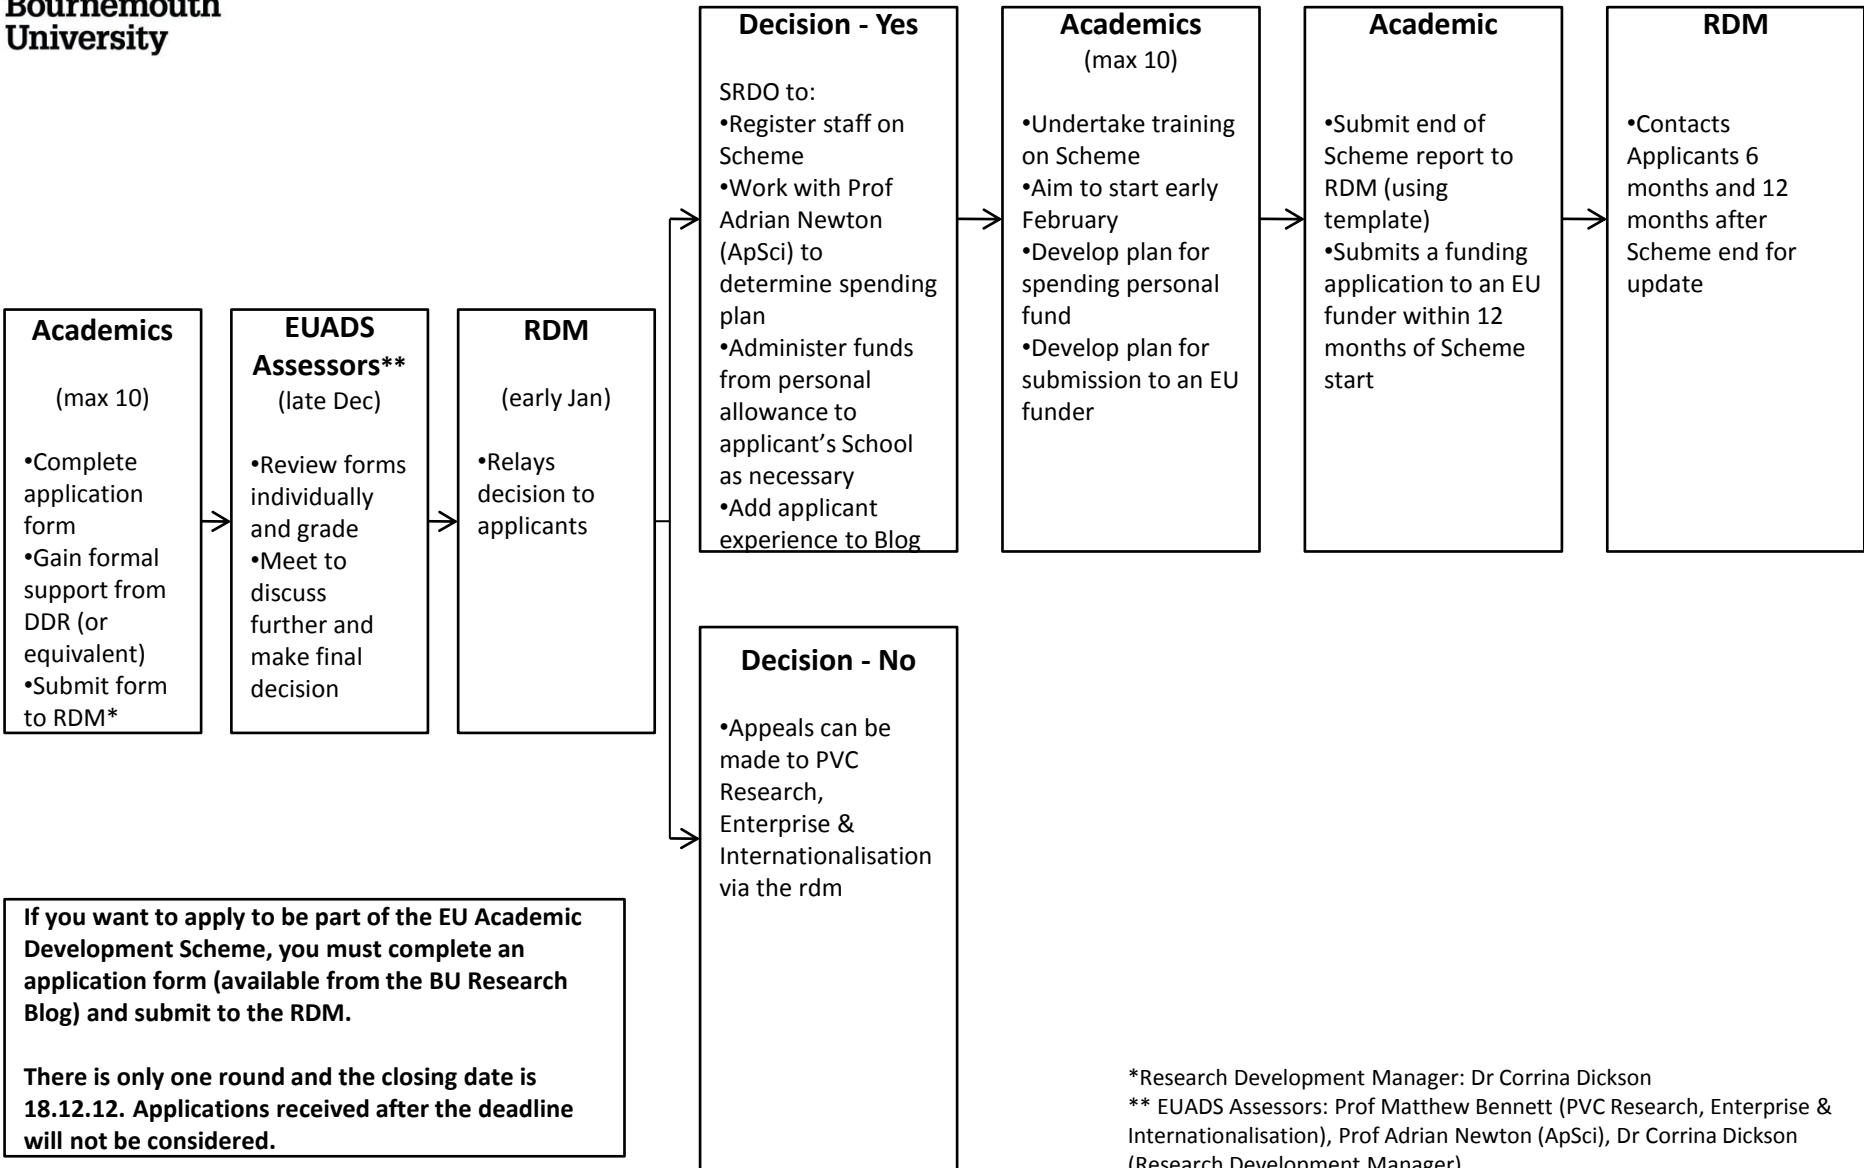 Bournemouth
University
Academics
(max 10)
•Complete
application
form
•Gain formal
support from
DDR (or
equivalent)
•Submit form
to RDM*
EUADS
Assessors**
(late Dec)
•Review forms
individually
and grade
•Meet to
discuss
further and
make final
decision
RDM
(early Jan)
•Relays
decision to
applicants
Decision - Yes
SRDO to:
•Register staff on
Scheme
•Work with Prof
Adrian Newton
(ApSci) to
determine spending
plan
•Administer funds
from personal
allowance to
applicant’s School
as necessary
•Add applicant
experience to Blog
Academics
(max 10)
•Undertake training
on Scheme
•Aim to start early
February
•Develop plan for
spending personal
fund
•Develop plan for
submission to an EU
funder
Academic
•Submit end of
Scheme report to
RDM (using
template)
•Submits a funding
application to an EU
funder within 12
months of Scheme
start
RDM
•Contacts
Applicants 6
months and 12
months after
Scheme end for
update
Decision - No
•Appeals can be
made to PVC
Research,
Enterprise &
Internationalisation
via the rdm
If you want to apply to be part of the EU Academic
Development Scheme, you must complete an
application form (available from the BU Research
Blog) and submit to the RDM.
There is only one round and the closing date is
18.12.12. Applications received after the deadline
will not be considered.
*Research Development Manager: Dr Corrina Dickson
** EUADS Assessors: Prof Matthew Bennett (PVC Research, Enterprise &
Internationalisation), Prof Adrian Newton (ApSci), Dr Corrina Dickson
(Research Development Manager)